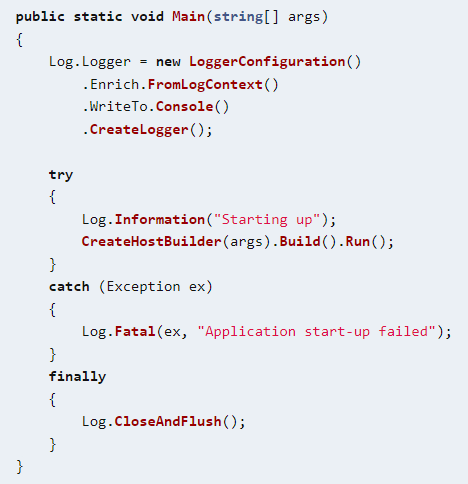 public static void Main(string[] args)
{
    Log.Logger = new LoggerConfiguration()
        .Enrich.FromLogContext()
        .WriteTo.Console()
        .CreateLogger();

    try
    {
        Log.Information("Starting up");
        CreateHostBuilder(args).Build().Run();
    }
    catch (Exception ex)
    {
        Log.Fatal(ex, "Application start-up failed");
    }
    finally
    {
        Log.CloseAndFlush();
    }
}